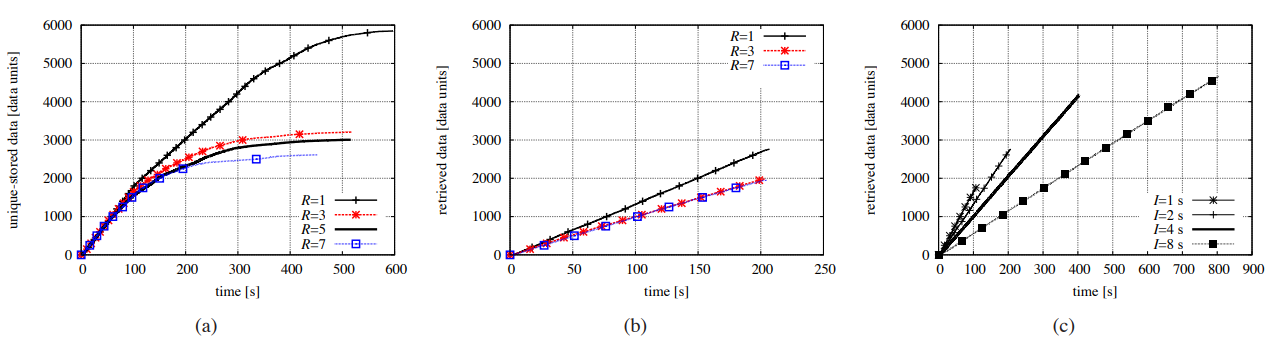 6000
5000
4000
3000
2000
1000
0
0 100 200 300 400 500 600
unique-stored data [data units]
time [s]
R=1
R=3
R=5
R=7
(a)
6000
5000
4000
3000
2000
1000
0
0 50 100 150 200 250
retrieved data [data units]
time [s]
R=1
R=3
R=7
(b)
6000
5000
4000
3000
2000
1000
0
0 100 200 300 400 500 600 700 800 900
retrieved data [data units]
time [s]
I=1 s
I=2 s
I=4 s
I=8 s
(c)